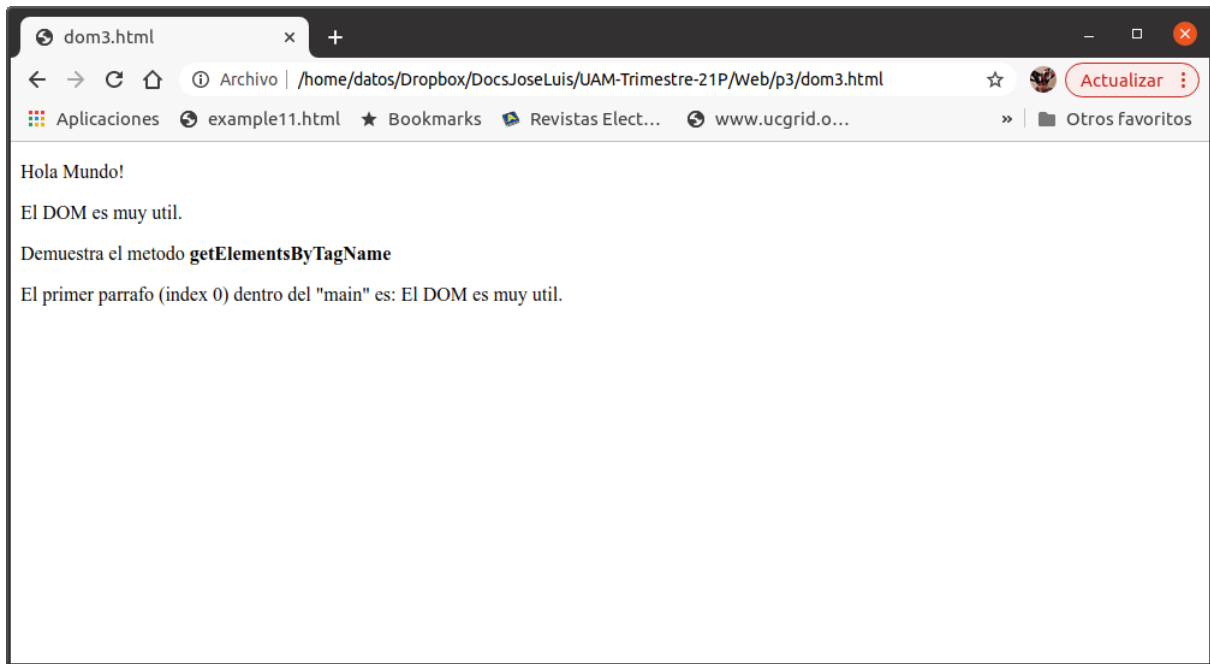 dom3.html
Archivo | /home/datos/Dropbox/DocsJoseLuis/UAM-Trimestre-21P/Web/p3/dom3.html Actualizar
Aplicaciones example11.html Bookmarks Revistas Elect... www.ucgrid.o... » Otros favoritos
Hola Mundo!
El DOM es muy util.
Demuestra el metodo getElementsByTagName
El primer parrafo (index 0) dentro del "main" es: El DOM es muy util.